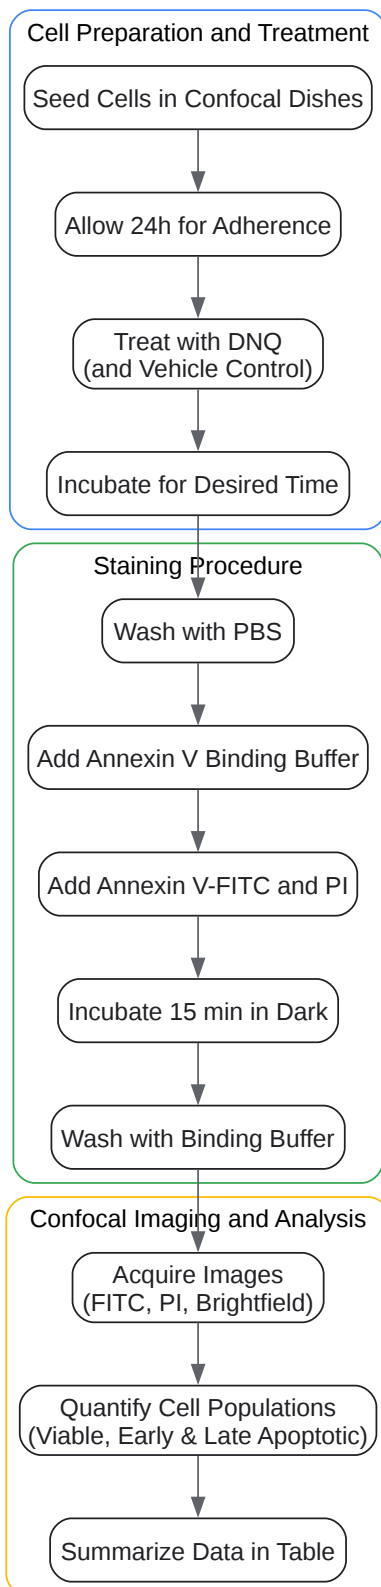 Cell Preparation and Treatment
Seed Cells in Confocal Dishes
Allow 24h for Adherence
Treat with DNQ
(and Vehicle Control)
Incubate for Desired Time
Staining Procedure
Wash with PBS
Add Annexin V Binding Buffer
Add Annexin V-FITC and PI
Incubate 15 min in Dark
Wash with Binding Buffer
Confocal Imaging and Analysis
Acquire Images
(FITC, PI, Brightfield)
Quantify Cell Populations
(Viable, Early & Late Apoptotic)
Summarize Data in Table